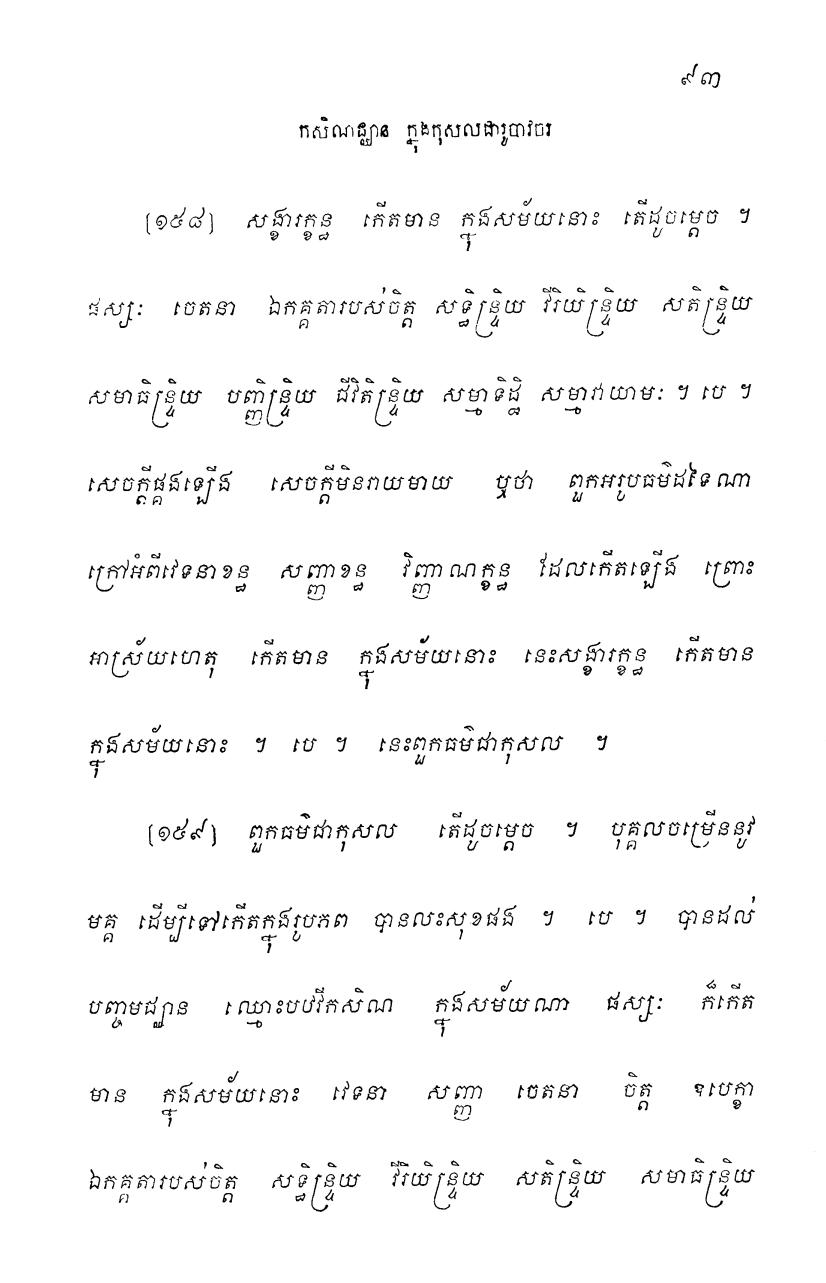 ៩៣
កសិណជ្ឈាន ក្នុងកុសលជារូបាវចរ
[១៥៨] សង្ខារក្ខន្ធ កើតមាន ក្នុងសម័យនោះ តើដូចម្តេច ។
ផស្សៈ ចេតនា ឯកគ្គតារបស់ចិត្ត សទ្ធិន្ទ្រិយ វីរិយិន្ទ្រិយ សតិន្ទ្រិយ
សមាធិន្ទ្រិយ បញ្ញិន្ទ្រិយ ជីវិតិន្ទ្រិយ សម្មាទិដ្ឋិ សម្មាវាយាមៈ ។ បេ ។
សេចក្តីផ្គងឡើង សេចក្តីមិនរាយមាយ ឬថា ពួកអរូបធម៌ដទៃណា
ក្រៅអំពីវេទនាខន្ធ សញ្ញាខន្ធ វិញ្ញាណក្ខន្ធ ដែលកើតឡើង ព្រោះ
អាស្រ័យហេតុ កើតមាន ក្នុងសម័យនោះ នេះសង្ខារក្ខន្ធ កើតមាន
ក្នុងសម័យនោះ ។ បេ ។ នេះពួកធម៌ជាកុសល ។
[១៥៩] ពួកធម៌ជាកុសល តើដូចម្តេច ។ បុគ្គលចម្រើននូវ
មគ្គ ដើម្បីទៅកើតក្នុងរូបភព បានលះសុខផង ។ បេ ។ បានដល់
បញ្ចមជ្ឈាន ឈ្មោះបឋវីកសិណ ក្នុងសម័យណា ផស្សៈ ក៏កើត
មាន ក្នុងសម័យនោះ វេទនា សញ្ញា ចេតនា ចិត្ត ឧបេក្ខា
ឯកគ្គតារបស់ចិត្ត សទ្ធិន្ទ្រិយ វីរិយិន្ទ្រិយ សតិន្ទ្រិយ សមាធិន្ទ្រិយ